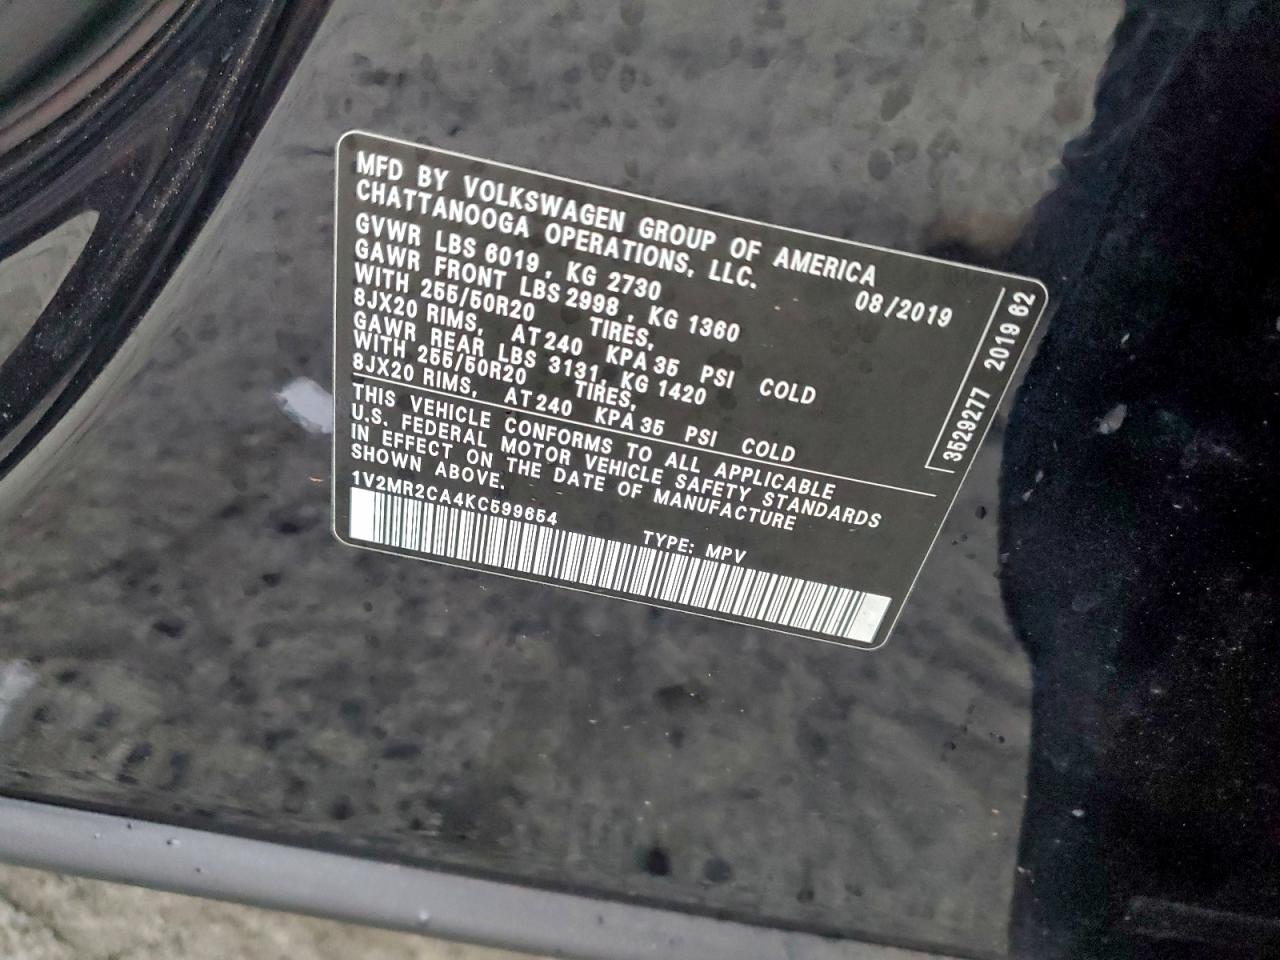 MFD BY VOLKSWAGEN GROUP OF AMERICA
CHATTANOOGA OPERATIONS, LLC.
08/2019
GVWR LBS 6019, KG 2730
GAWR FRONT LBS 2998, KG 1360
WITH 255/50R20 TIRES,
8JX20 RIMS, AT 240 KPA 35 PSI COLD
GAWR REAR LBS 3131, KG 1420
WITH 255/50R20 TIRES,
8JX20 RIMS, AT 240 KPA 35 PSI COLD
THIS VEHICLE CONFORMS TO ALL APPLICABLE
U.S. FEDERAL MOTOR VEHICLE SAFETY STANDARDS
IN EFFECT ON THE DATE OF MANUFACTURE
SHOWN ABOVE.
1V2MR2CA4KC599654 TYPE: MPV
3529277 2019 62